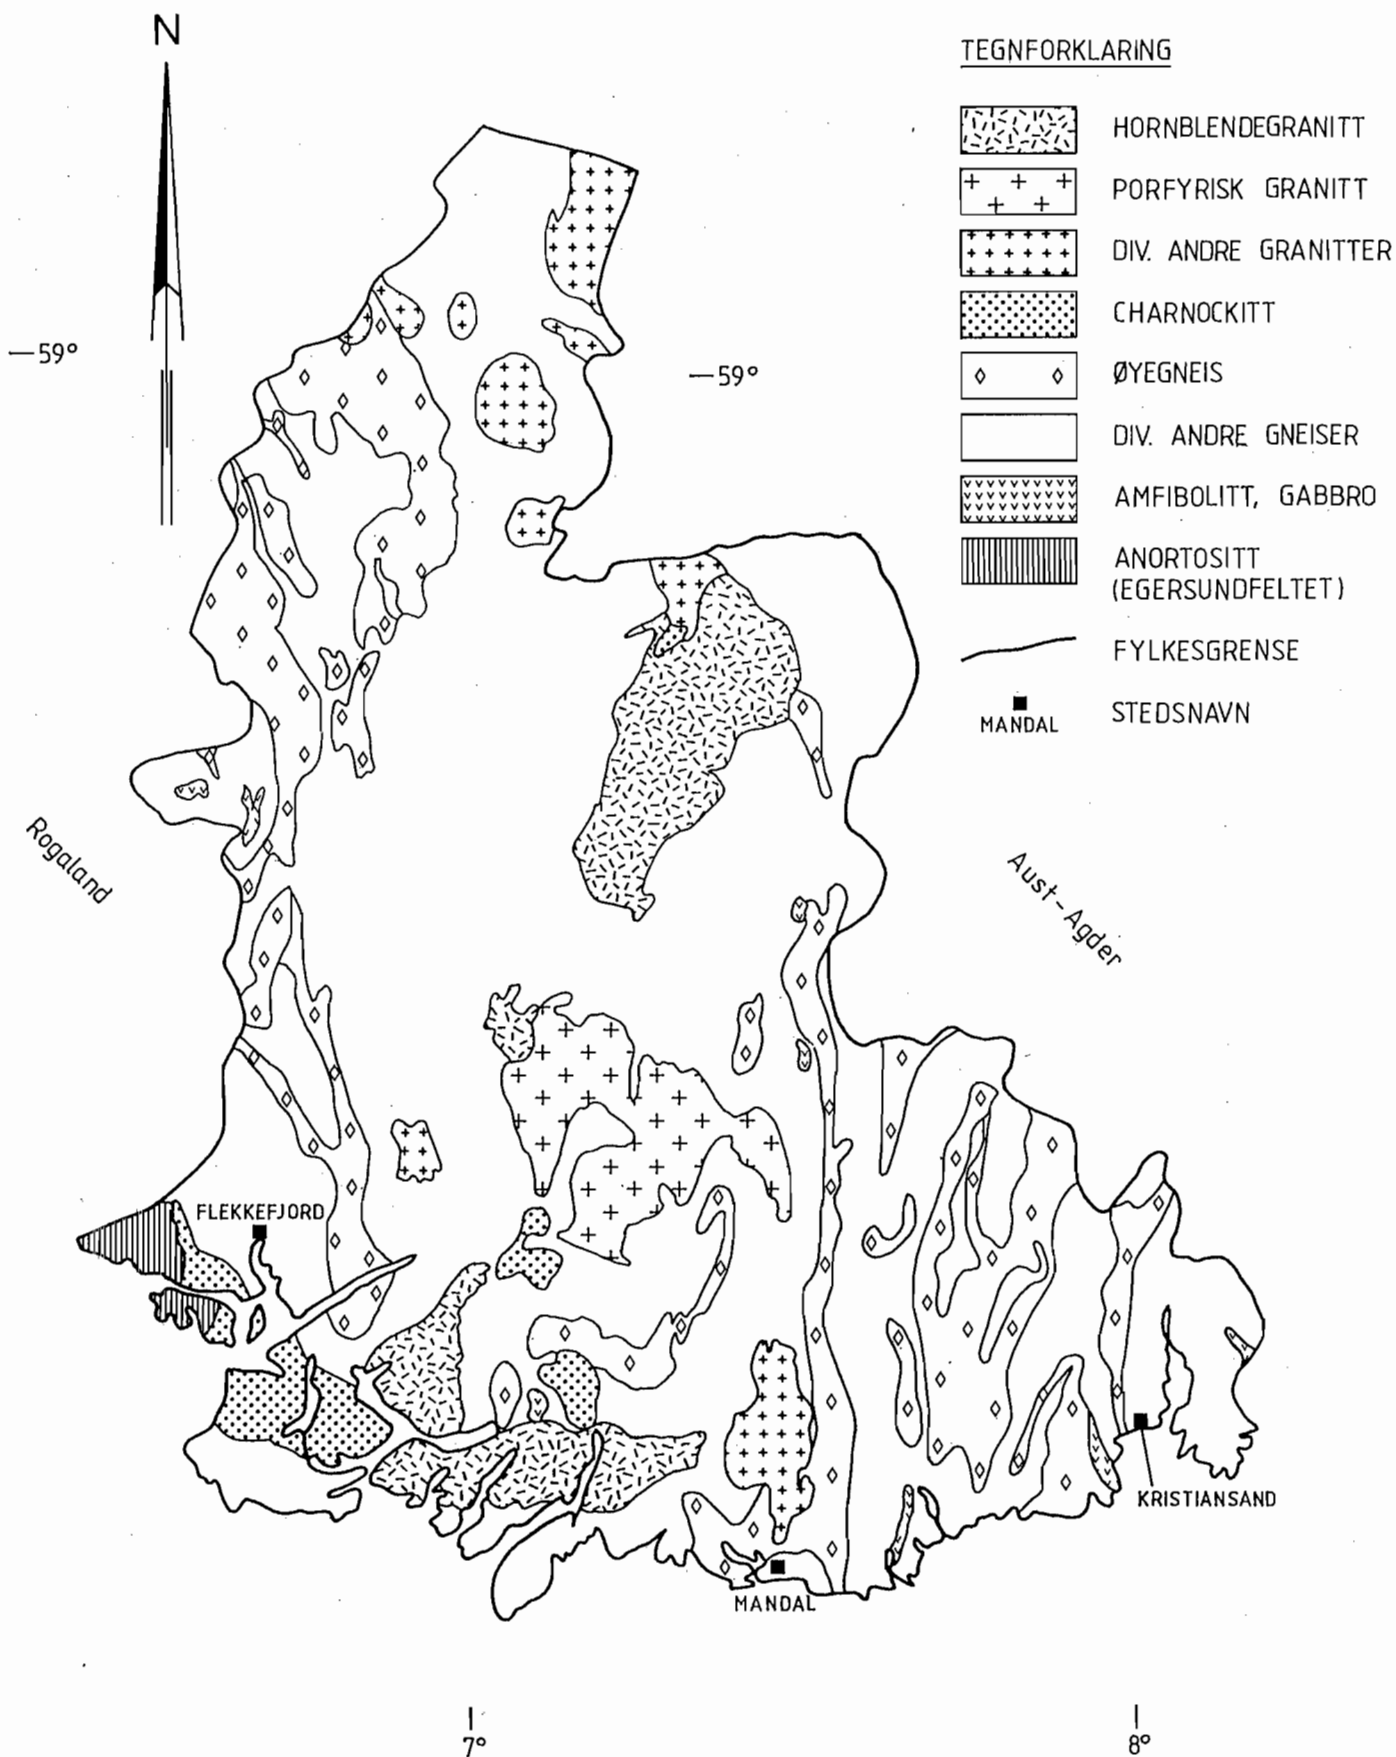 N
TEGNFORKLARING
HORNBLENDEGRANITT
PORFYRISK GRANITT
DIV. ANDRE GRANITTER
CHARNOCKITT
ØYEGNEIS
DIV. ANDRE GNEISER
AMFIBOLITT, GABBRO
ANORTOSITT
(EGERSUNDFELTET)
FYLKESGRENSE
MANDAL
STEDSNAVN
—59°
—59°
Rogaland
Aust-Agder
FLEKKEFJORD
KRISTIANSAND
MANDAL
7°
8°